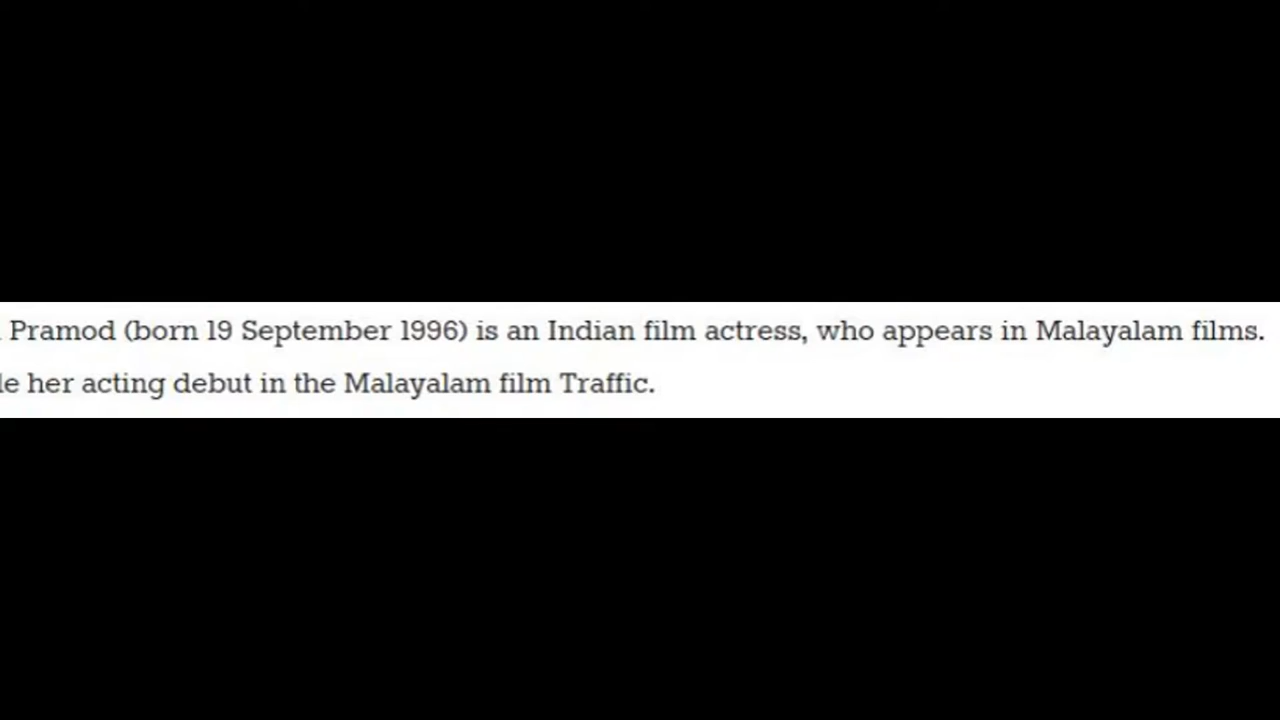 Pramod (born 19 September 1996) is an Indian film actress, who appears in Malayalam films.
her acting debut in the Malayalam film Traffic.